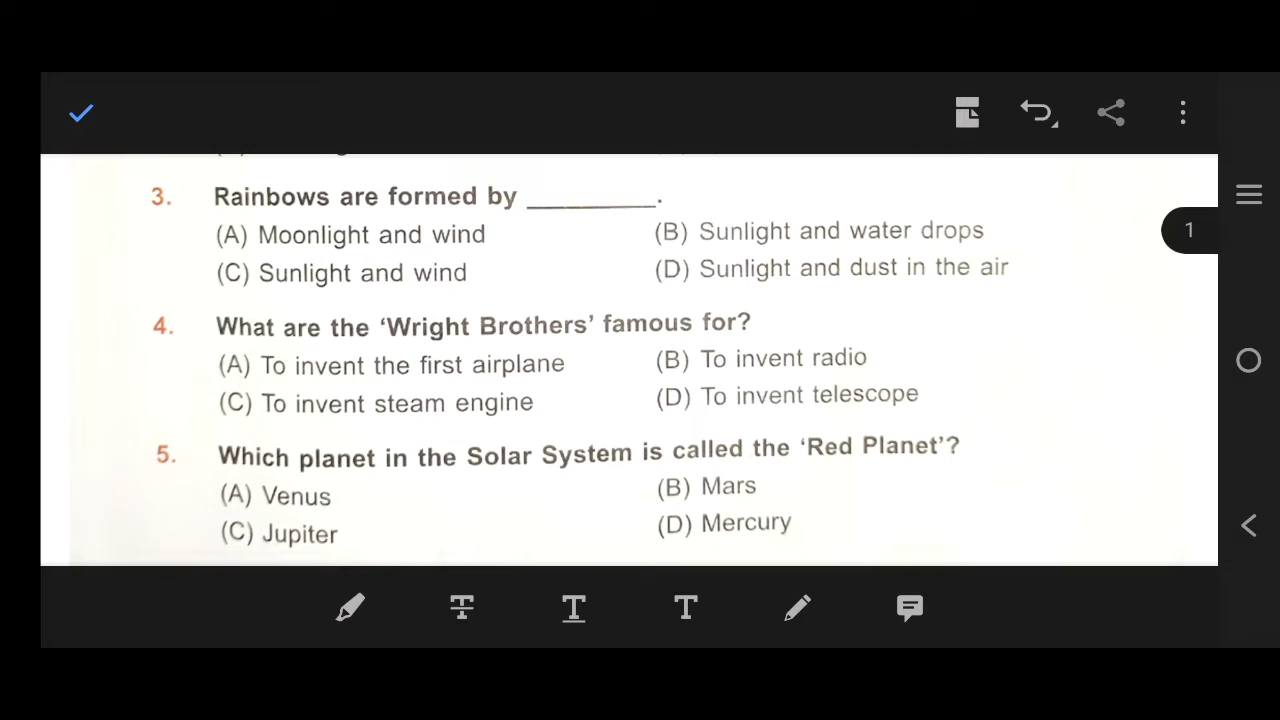 3. Rainbows are formed by _________.
(A) Moonlight and wind (B) Sunlight and water drops
(C) Sunlight and wind (D) Sunlight and dust in the air
1
4. What are the ‘Wright Brothers’ famous for?
(A) To invent the first airplane (B) To invent radio
(C) To invent steam engine (D) To invent telescope
5. Which planet in the Solar System is called the ‘Red Planet’?
(A) Venus (B) Mars
(C) Jupiter (D) Mercury